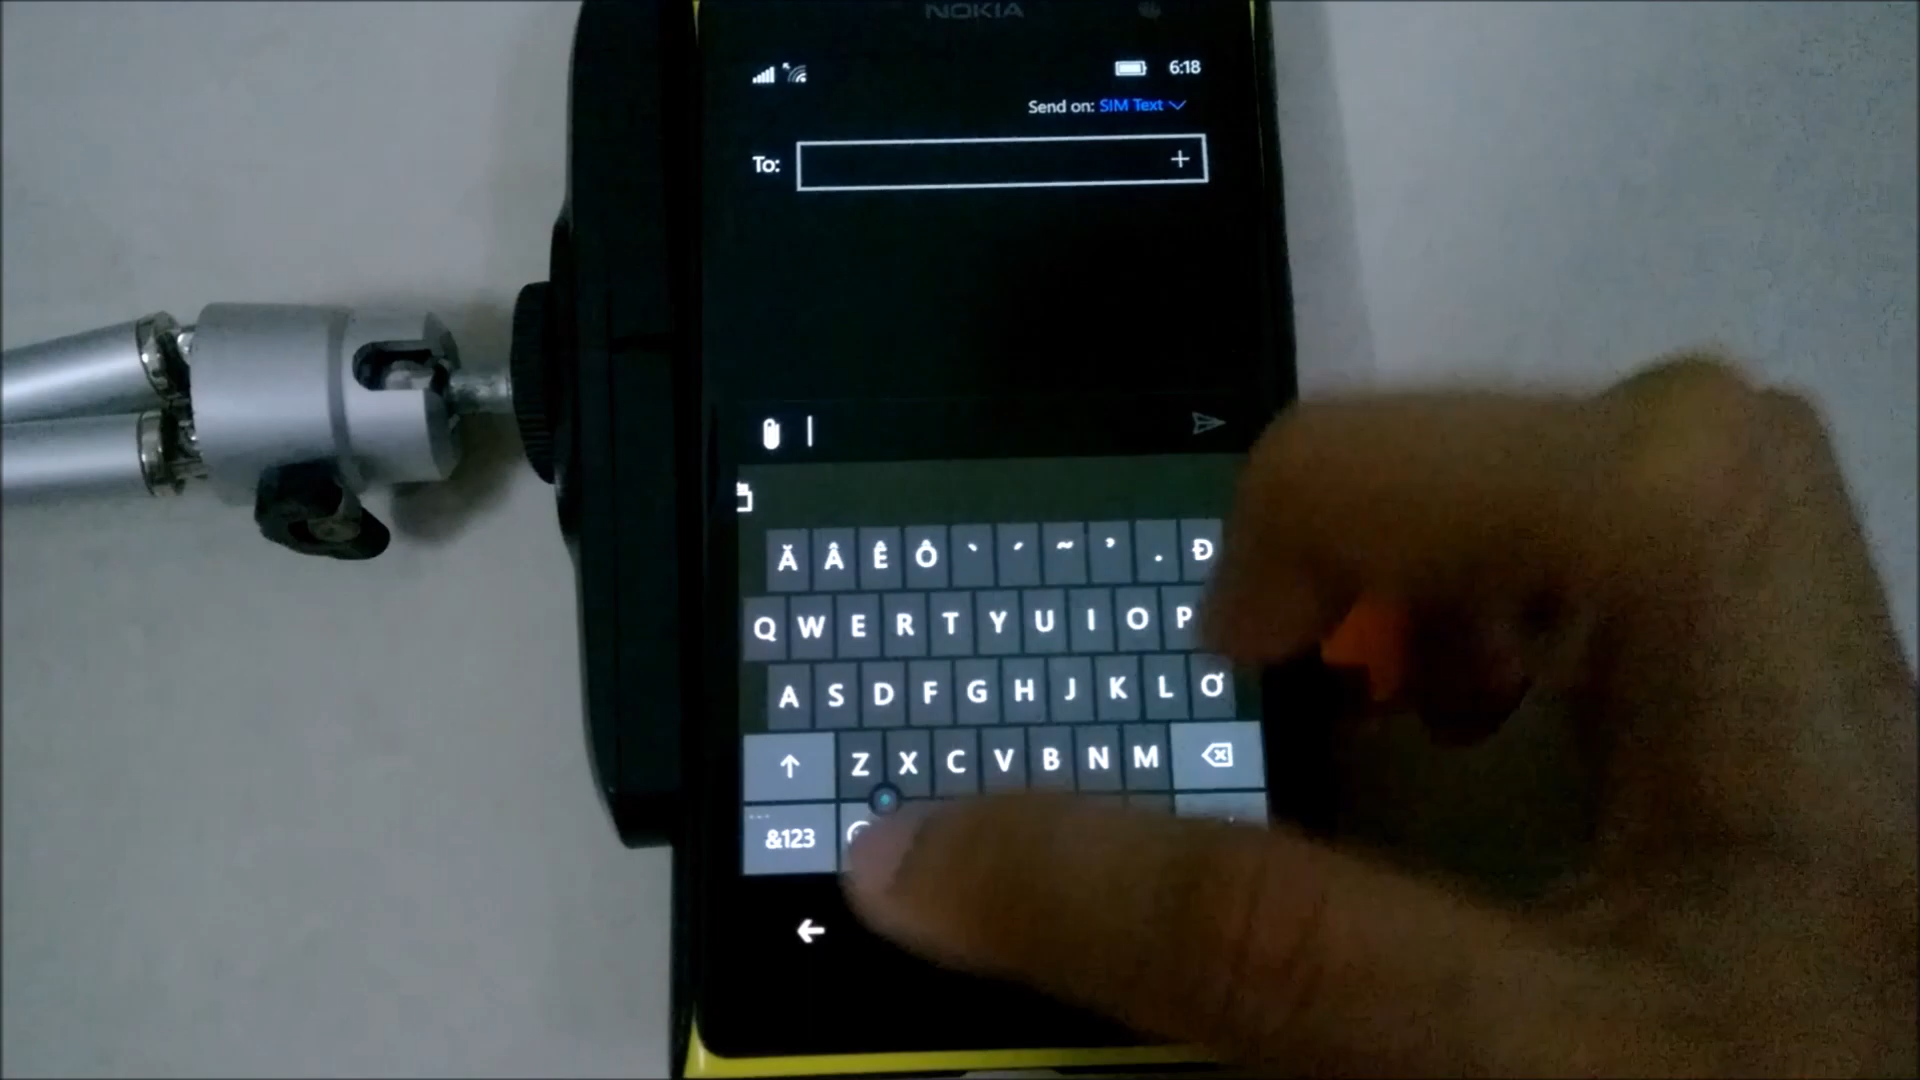 NOKIA
6:18
Send on: SIM Text
To:
Ă Â Ê Ô ` ´ ~ ̉ . Đ
Q W E R T Y U I O P
A S D F G H J K L Ơ
Z X C V B N M
&123